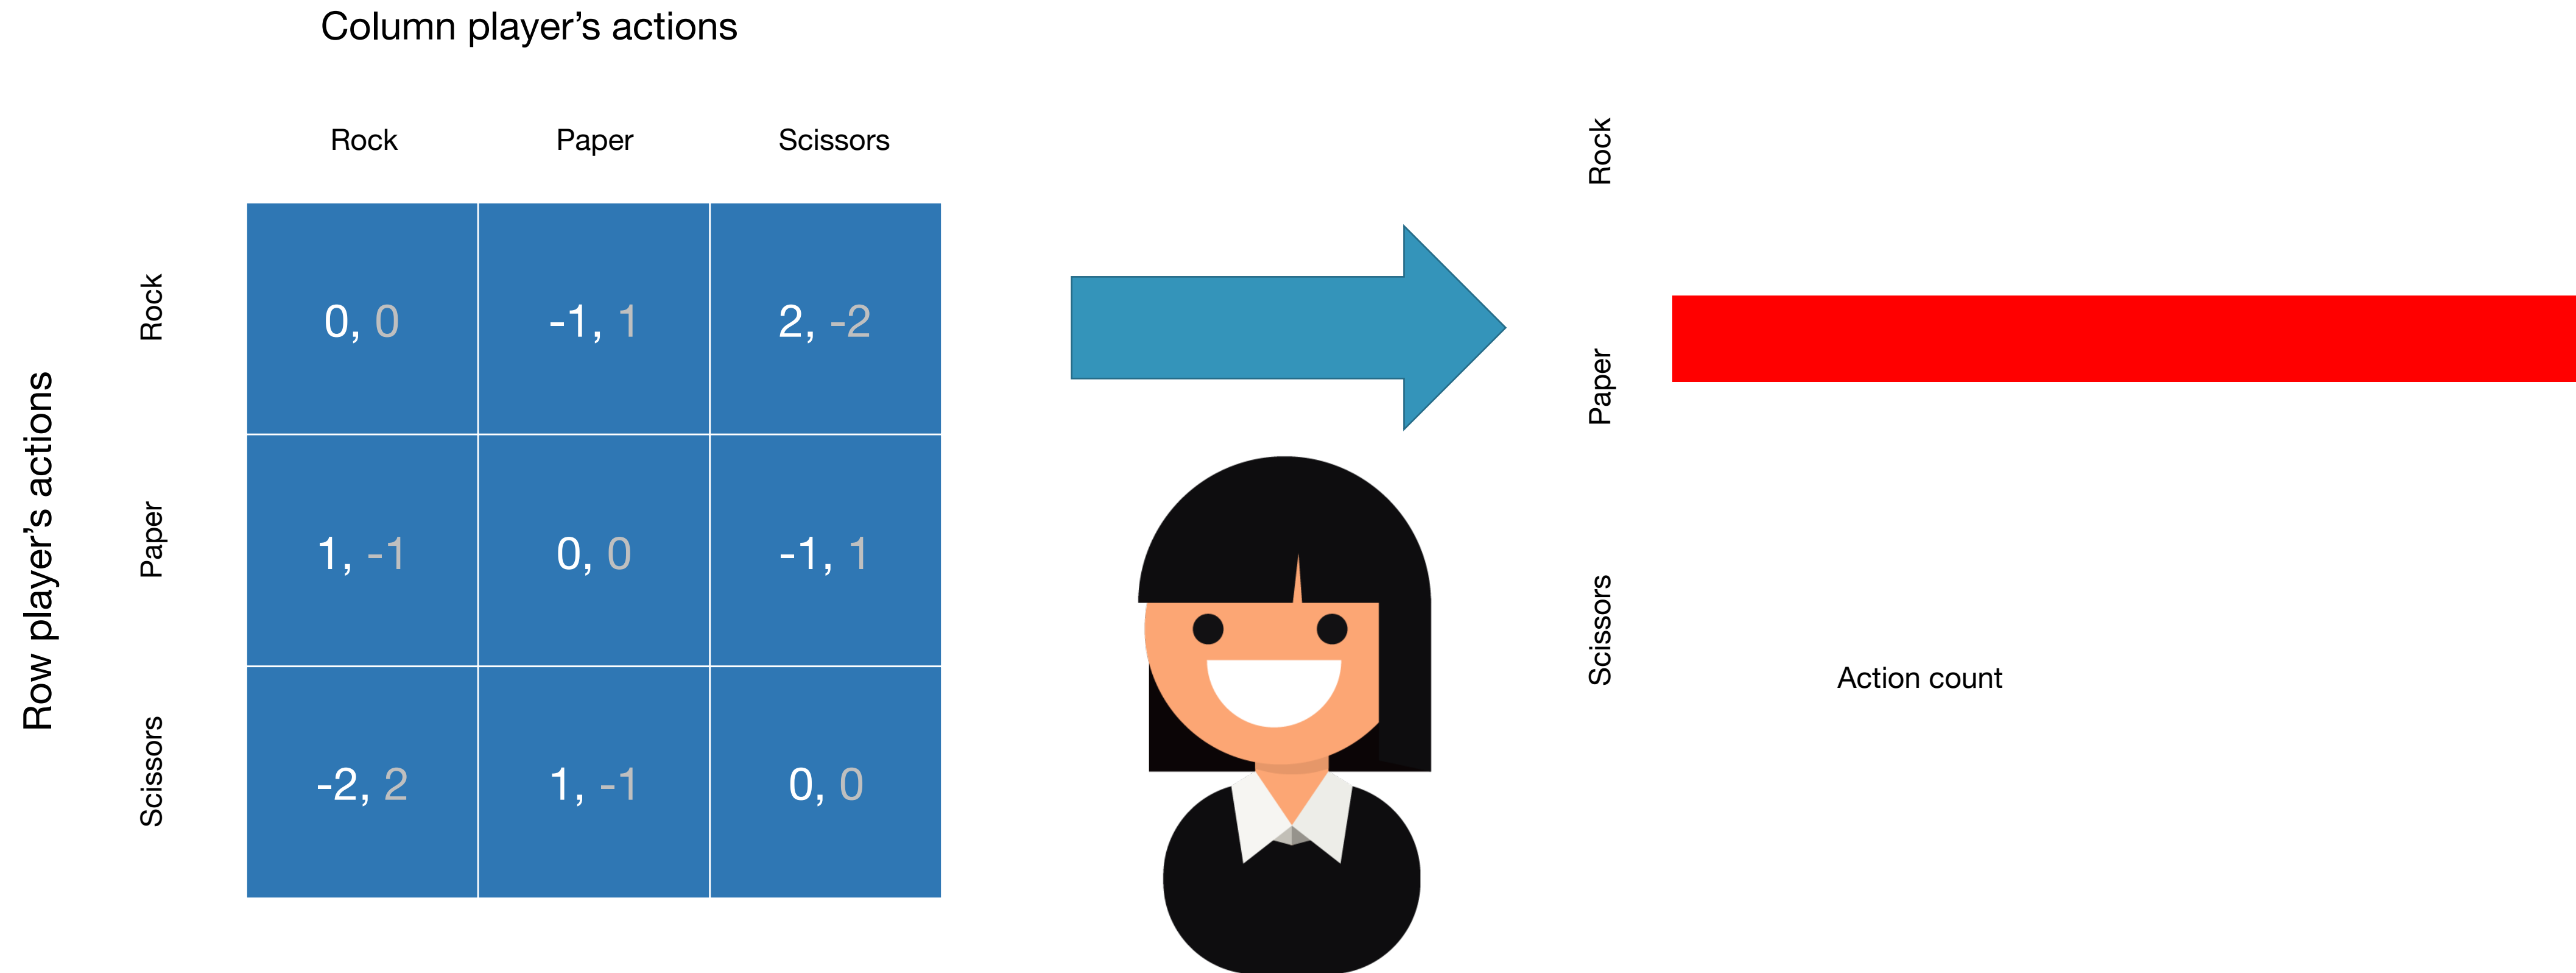 Column player’s actions
Rock Paper Scissors
Row player’s actions
Rock
0, 0 -1, 1 2, -2
Paper
1, -1 0, 0 -1, 1
Scissors
-2, 2 1, -1 0, 0
Rock
Paper
Scissors
Action count